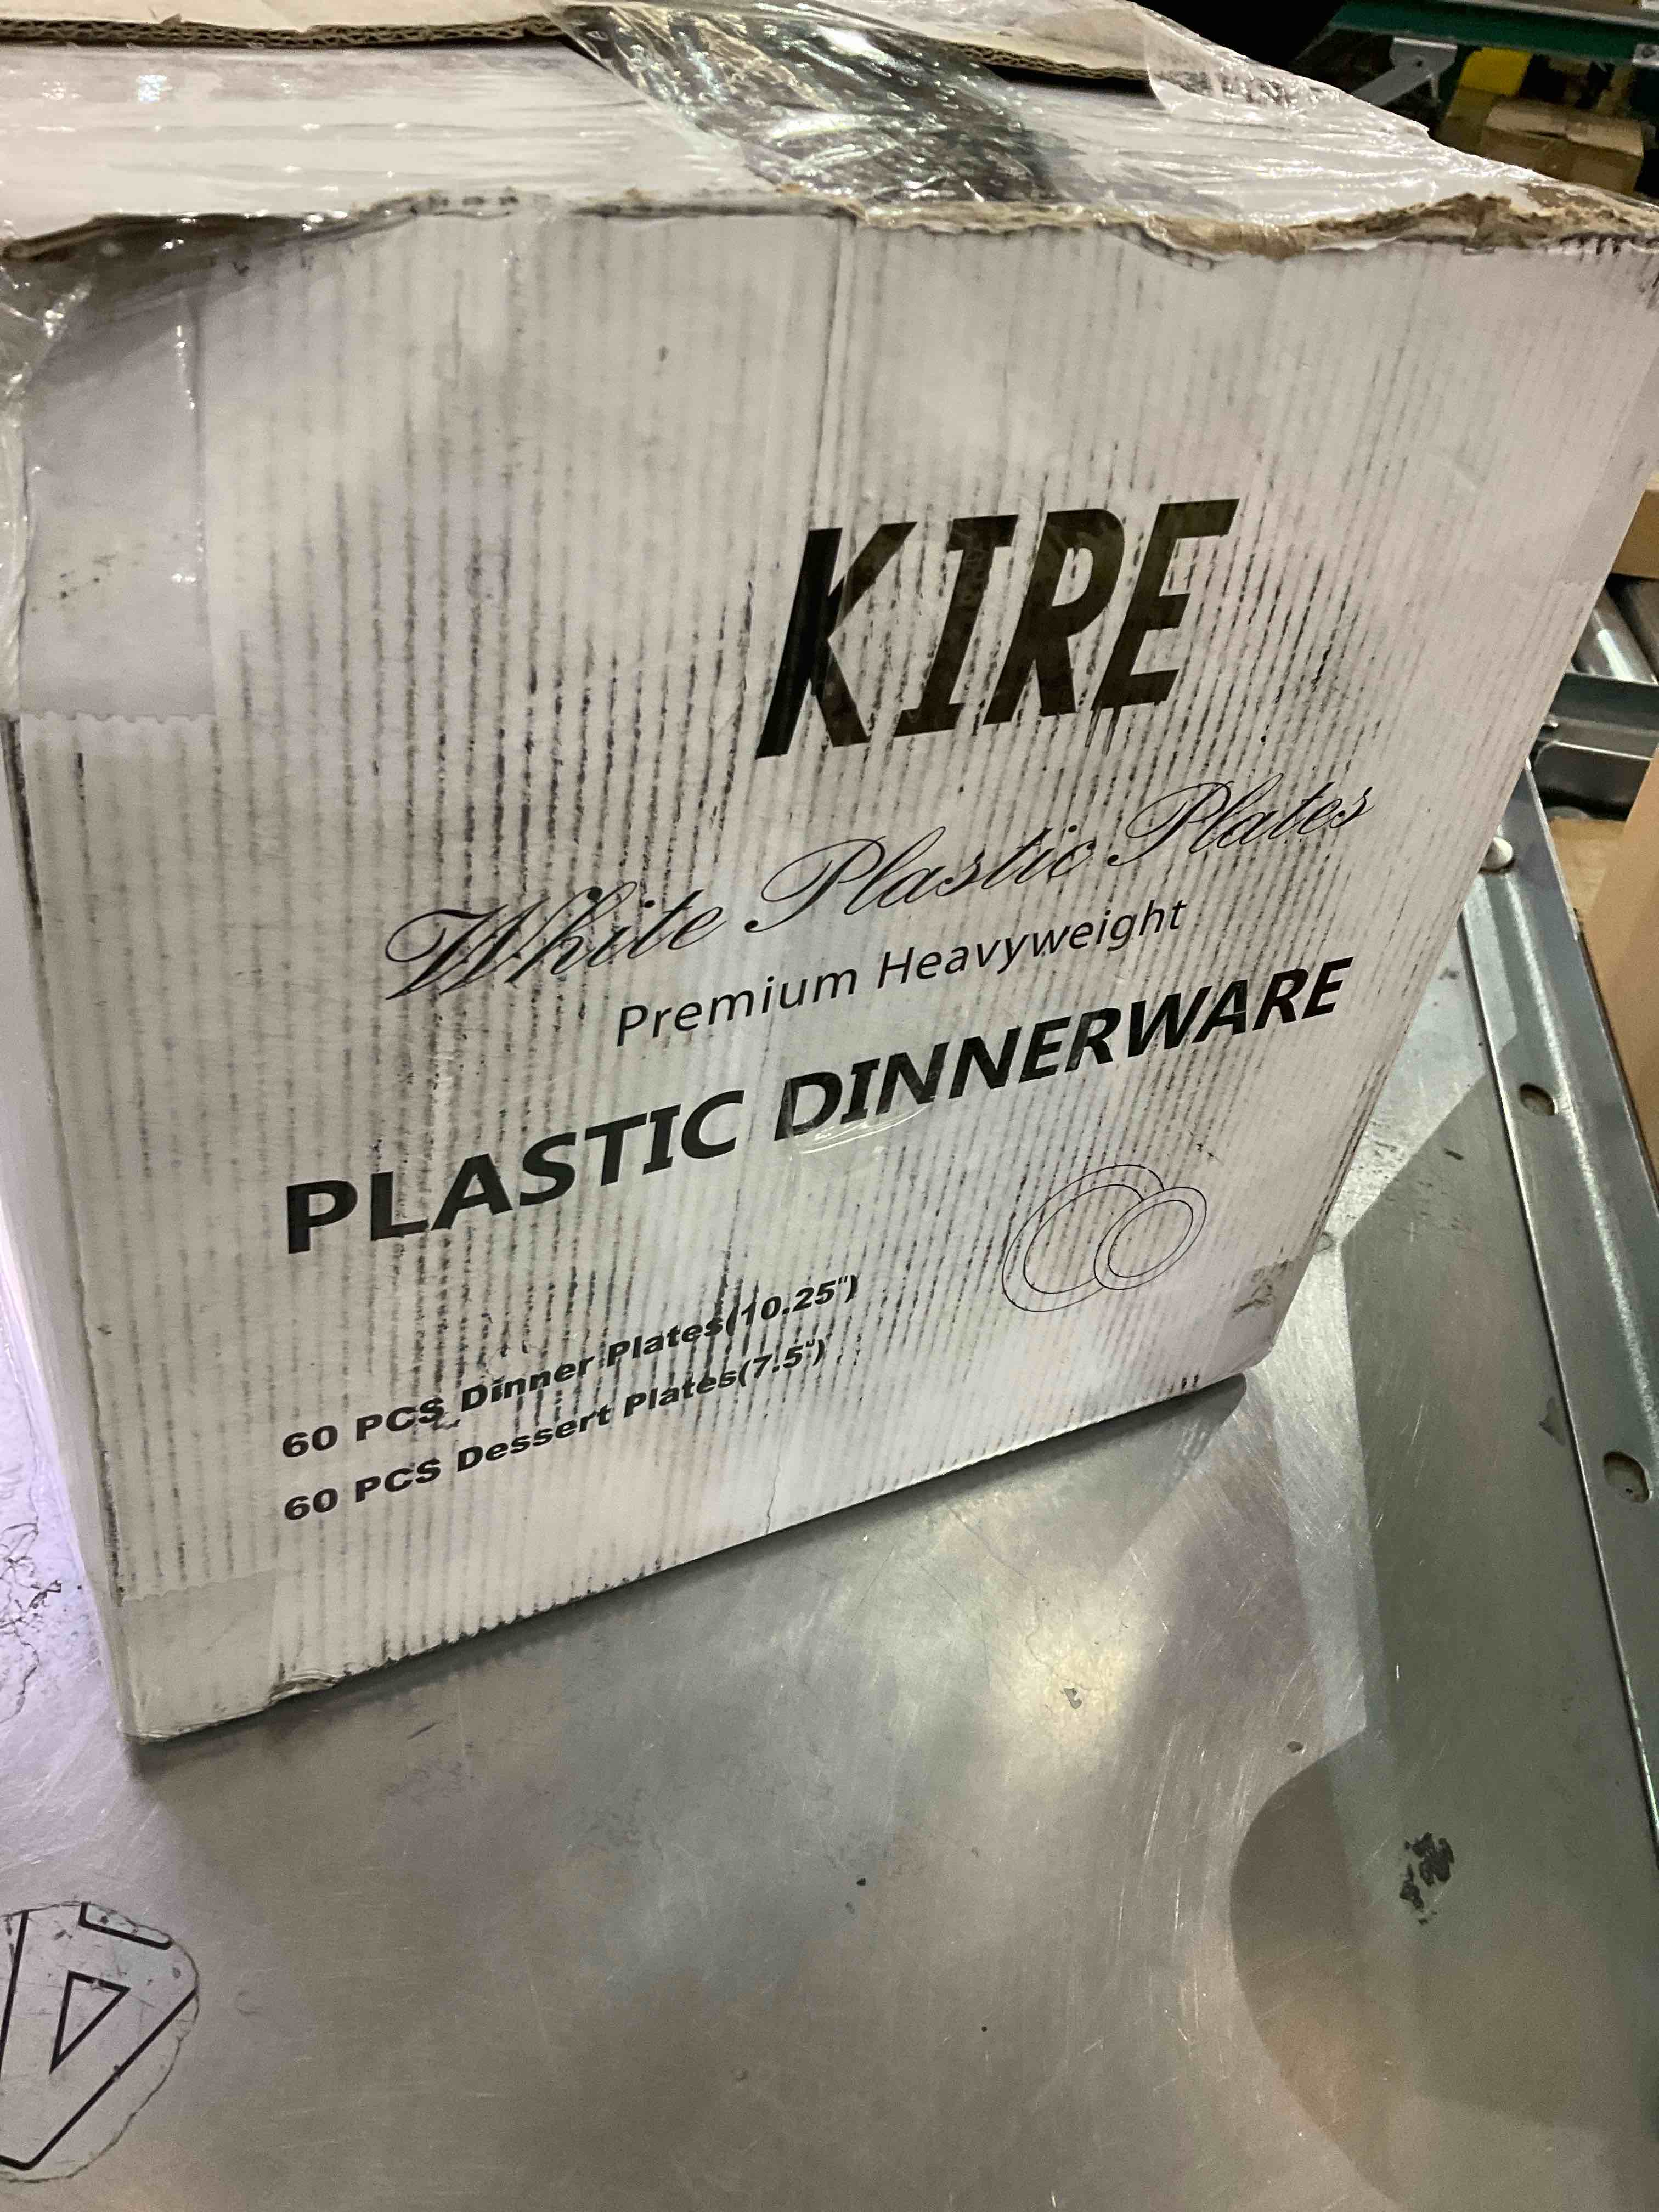 KIRE
White Plastic Plates
Premium Heavyweight
PLASTIC DINNERWARE
60 PCS Dinner Plates(10.25")
60 PCS Dessert Plates(7.5")